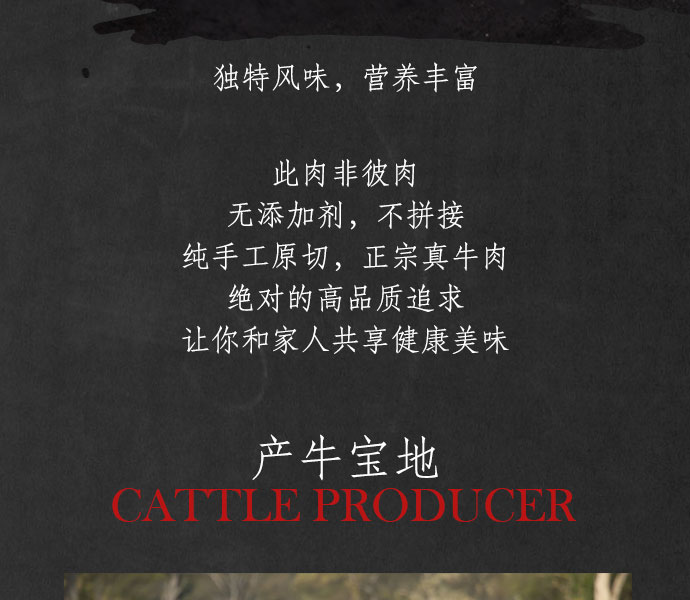 独特风味，营养丰富
此肉非彼肉
无添加剂，不拼接
纯手工原切，正宗真牛肉
绝对的高品质追求
让你和家人共享健康美味
产牛宝地
CATTLE PRODUCER